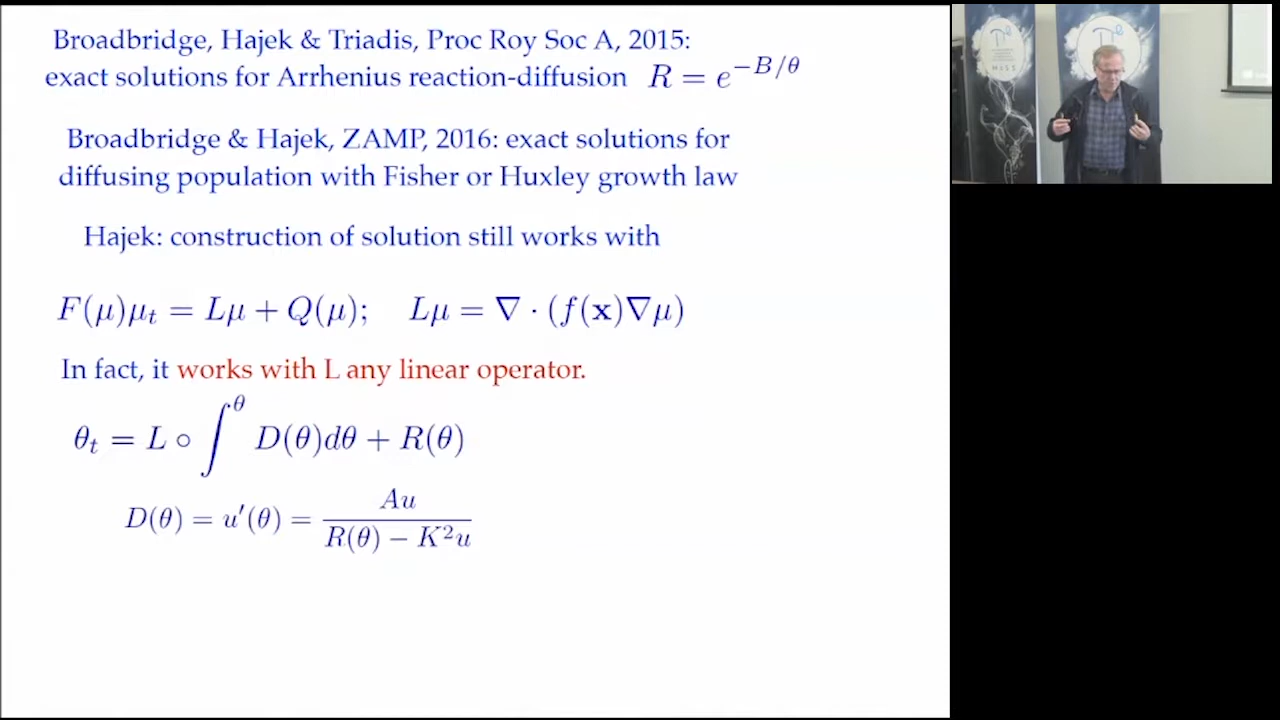 Broadbridge, Hajek & Triadis, Proc Roy Soc A, 2015:
exact solutions for Arrhenius reaction-diffusion R = e^{−B/θ}
Broadbridge & Hajek, ZAMP, 2016: exact solutions for
diffusing population with Fisher or Huxley growth law
Hajek: construction of solution still works with
F(μ)μ_t = Lμ + Q(μ); Lμ = ∇ · (f(x)∇μ)
In fact, it works with L any linear operator.
θ_t = L ∘ ∫^θ D(θ)dθ + R(θ)
D(θ) = u′(θ) = \frac{Au}{R(θ) − K²u}